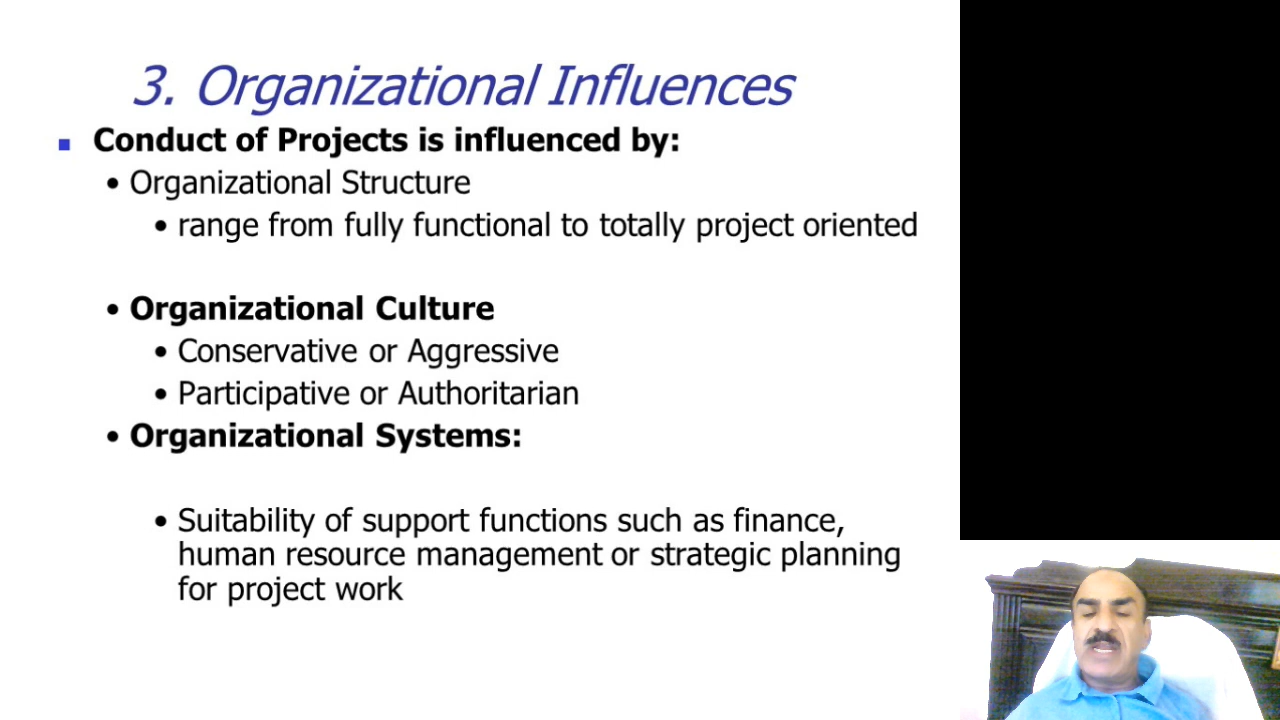 3. Organizational Influences
Conduct of Projects is influenced by:
• Organizational Structure
• range from fully functional to totally project oriented
• Organizational Culture
• Conservative or Aggressive
• Participative or Authoritarian
• Organizational Systems:
• Suitability of support functions such as finance,
human resource management or strategic planning
for project work